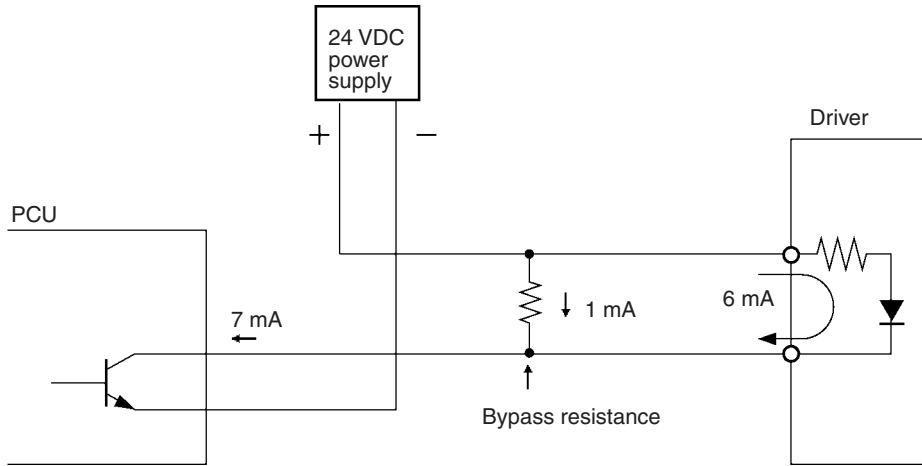 24 VDC
power
supply
+
−
Driver
PCU
7 mA
1 mA
6 mA
Bypass resistance